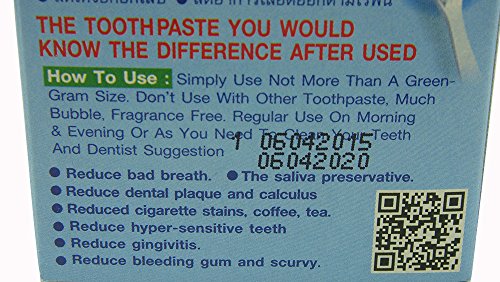 THE TOOTHPASTE YOU WOULD
KNOW THE DIFFERENCE AFTER USED
How To Use : Simply Use Not More Than A Green-
Gram Size. Don't Use With Other Toothpaste, Much
Bubble, Fragrance Free. Regular Use On Morning
& Evening Or As You Need To Clean Your Teeth
And Dentist Suggestion
1 06042015
06042020
• Reduce bad breath. • The saliva preservative.
• Reduce dental plaque and calculus
• Reduced cigarette stains, coffee, tea.
• Reduce hyper-sensitive teeth
• Reduce gingivitis.
• Reduce bleeding gum and scurvy.